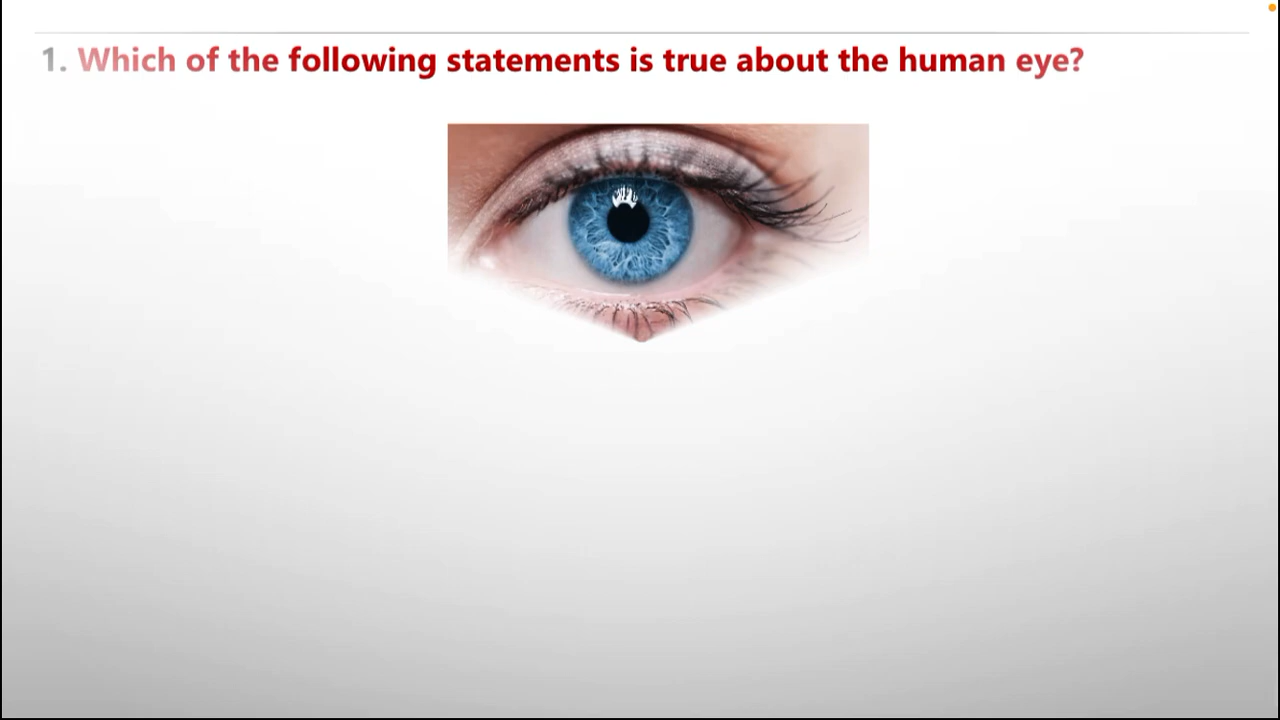 1. Which of the following statements is true about the human eye?